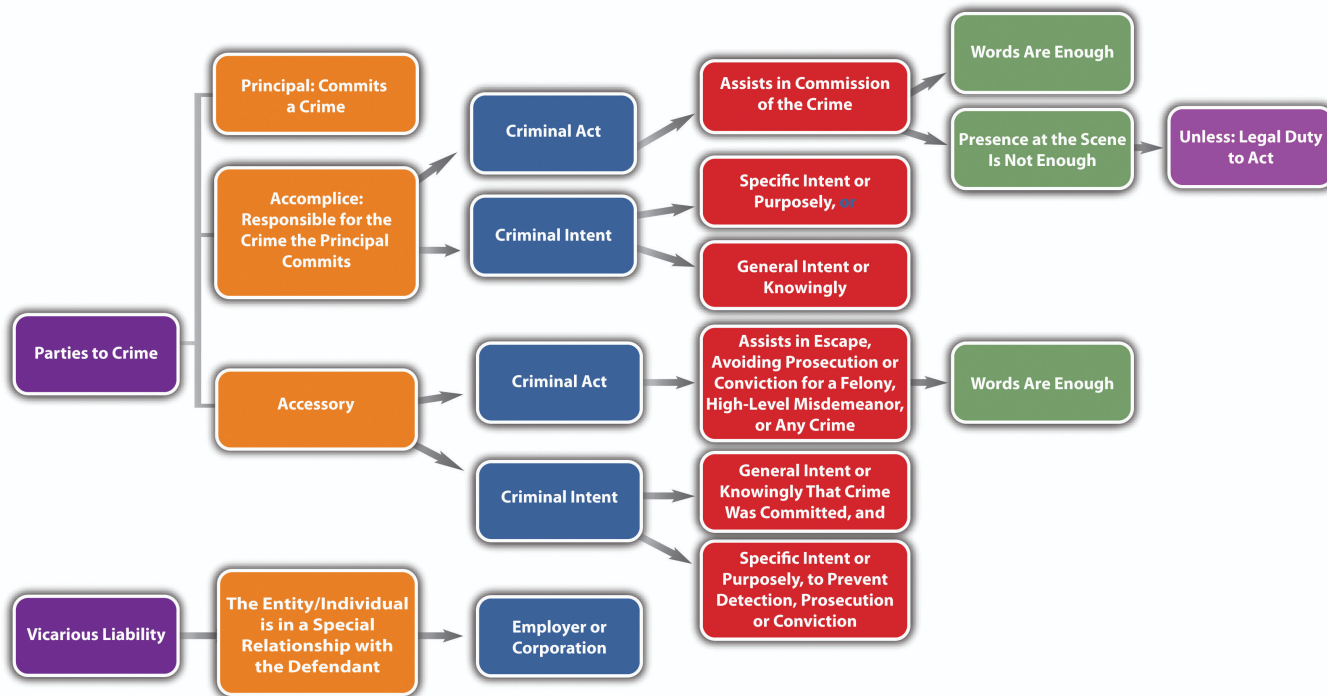 Principal: Commits
a Crime
Accomplice:
Responsible for the
Crime the Principal
Commits
Criminal Act
Criminal Intent
Assists in Commission
of the Crime
Words Are Enough
Presence at the Scene
Is Not Enough
Unless: Legal Duty
to Act
Specific Intent or
Purposely, or
General Intent or
Knowingly
Parties to Crime
Accessory
Criminal Act
Assists in Escape,
Avoiding Prosecution or
Conviction for a Felony,
High-Level Misdemeanor,
or Any Crime
Words Are Enough
Criminal Intent
General Intent or
Knowingly That Crime
Was Committed, and
Specific Intent or
Purposely, to Prevent
Detection, Prosecution
or Conviction
Vicarious Liability
The Entity/Individual
is in a Special
Relationship with
the Defendant
Employer or
Corporation